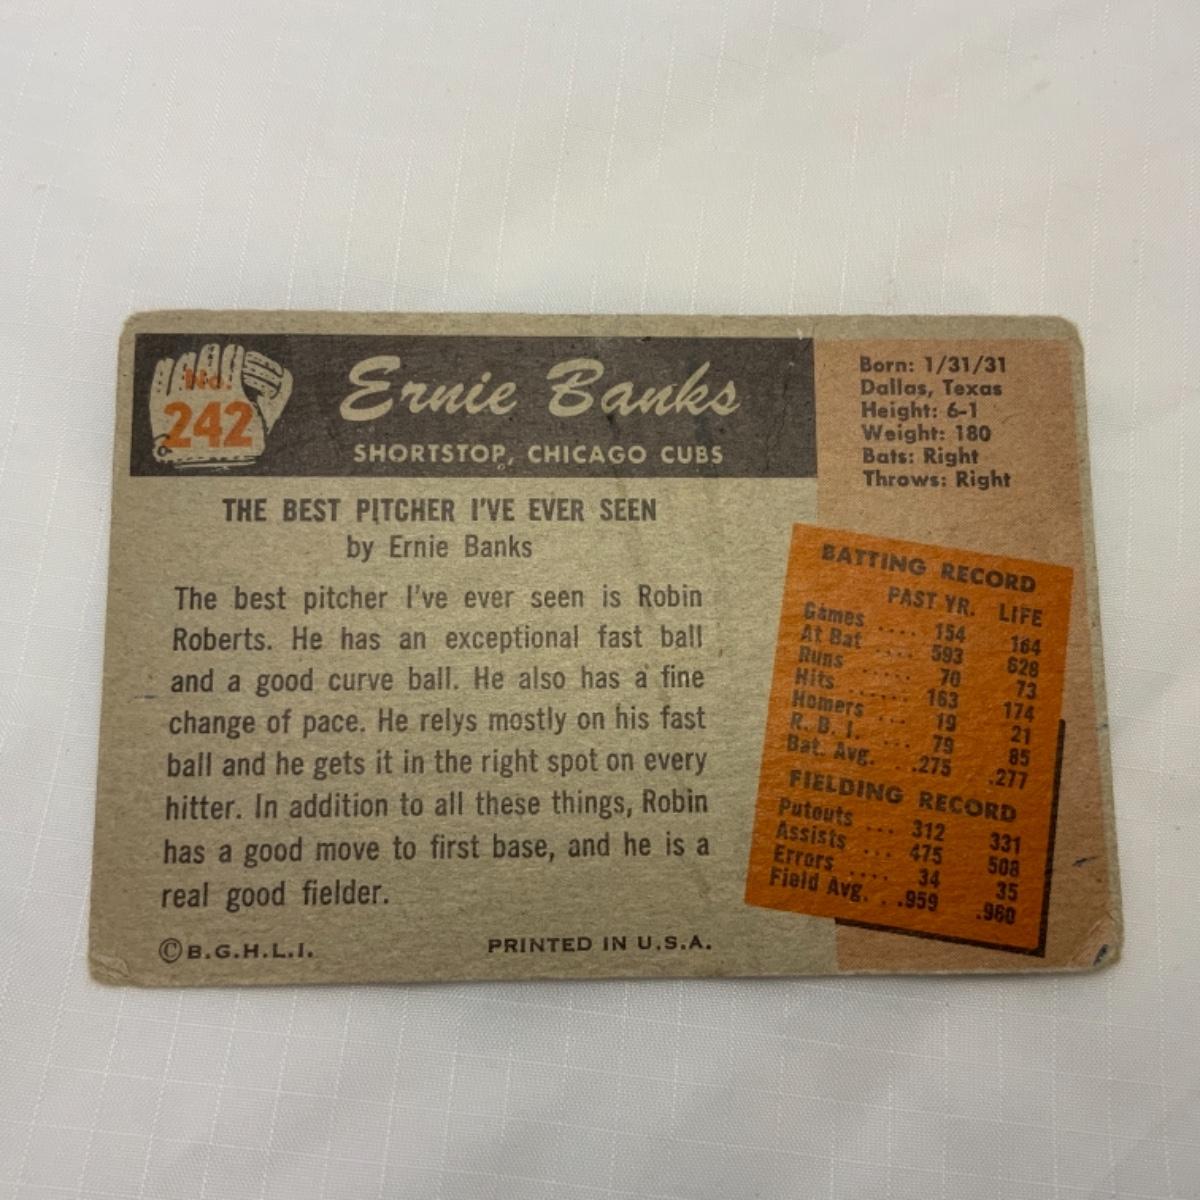 No.
242
Ernie Banks
SHORTSTOP, CHICAGO CUBS
Born: 1/31/31
Dallas, Texas
Height: 6-1
Weight: 180
Bats: Right
Throws: Right
THE BEST PITCHER I'VE EVER SEEN
by Ernie Banks
The best pitcher I've ever seen is Robin
Roberts. He has an exceptional fast ball
and a good curve ball. He also has a fine
change of pace. He relys mostly on his fast
ball and he gets it in the right spot on every
hitter. In addition to all these things, Robin
has a good move to first base, and he is a
real good fielder.
©B.G.H.L.I.
PRINTED IN U.S.A.
BATTING RECORD
PAST YR. LIFE
Games .... 154 164
At Bat .... 593 628
Runs ..... 70 73
Hits ...... 163 174
Homers ... 19 21
R. B. I. ... 79 85
Bat. Avg. . .275 .277
FIELDING RECORD
Putouts ... 312 331
Assists ... 475 508
Errors .... 34 35
Field Avg. . .959 .960